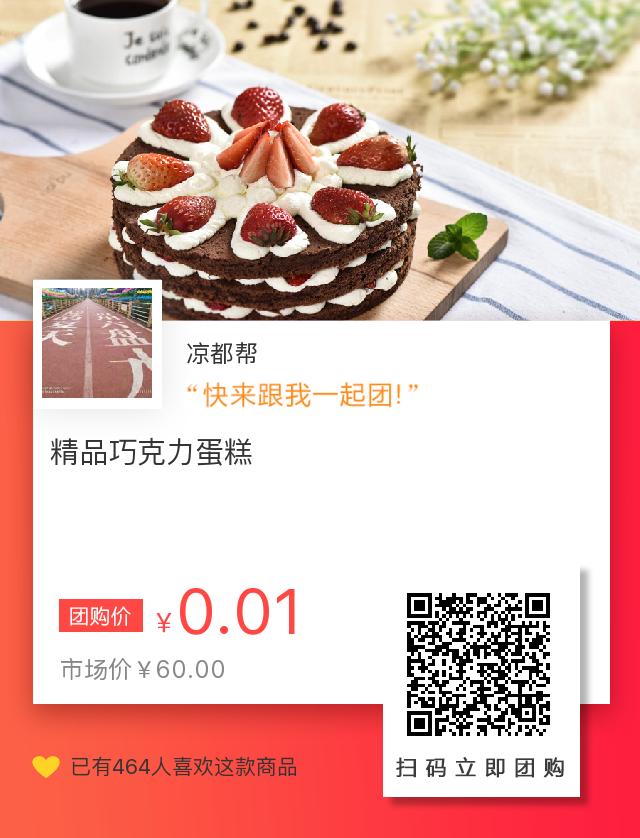 凉都帮
“快来跟我一起团!”
精品巧克力蛋糕
团购价 ¥0.01
市场价¥60.00
已有464人喜欢这款商品
扫码立即团购